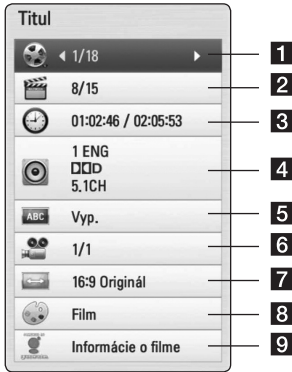 Titul
1/18
1
8/15
2
01:02:46 / 02:05:53
3
1 ENG
DD D
5.1CH
4
ABC
Vyp.
5
1/1
6
16:9 Originál
7
Film
8
Informácie o filme
9